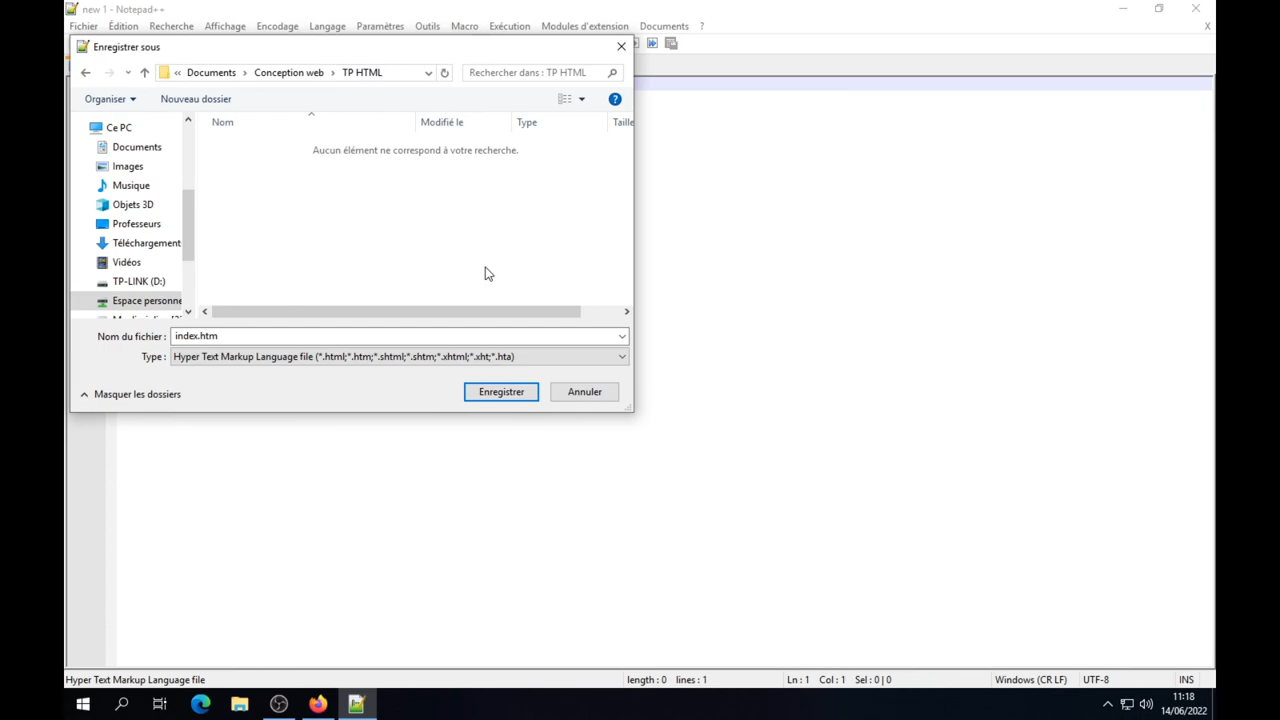 new 1 - Notepad++
Fichier Édition Recherche Affichage Encodage Langage Paramètres Outils Macro Exécution Modules d'extension Documents ? X
Enregistrer sous
« Documents > Conception web > TP HTML
Rechercher dans : TP HTML
Organiser Nouveau dossier
Nom Modifié le Type Taille
Aucun élément ne correspond à votre recherche.
Ce PC
Documents
Images
Musique
Objets 3D
Professeurs
Téléchargement
Vidéos
TP-LINK (D:)
Espace personne
Nom du fichier : index.htm
Type : Hyper Text Markup Language file (*.html;*.htm;*.shtml;*.shtm;*.xhtml;*.xht;*.hta)
Masquer les dossiers Enregistrer Annuler
Hyper Text Markup Language file length : 0 lines : 1 Ln : 1 Col : 1 Sel : 0 | 0 Windows (CR LF) UTF-8 INS
11:18
14/06/2022